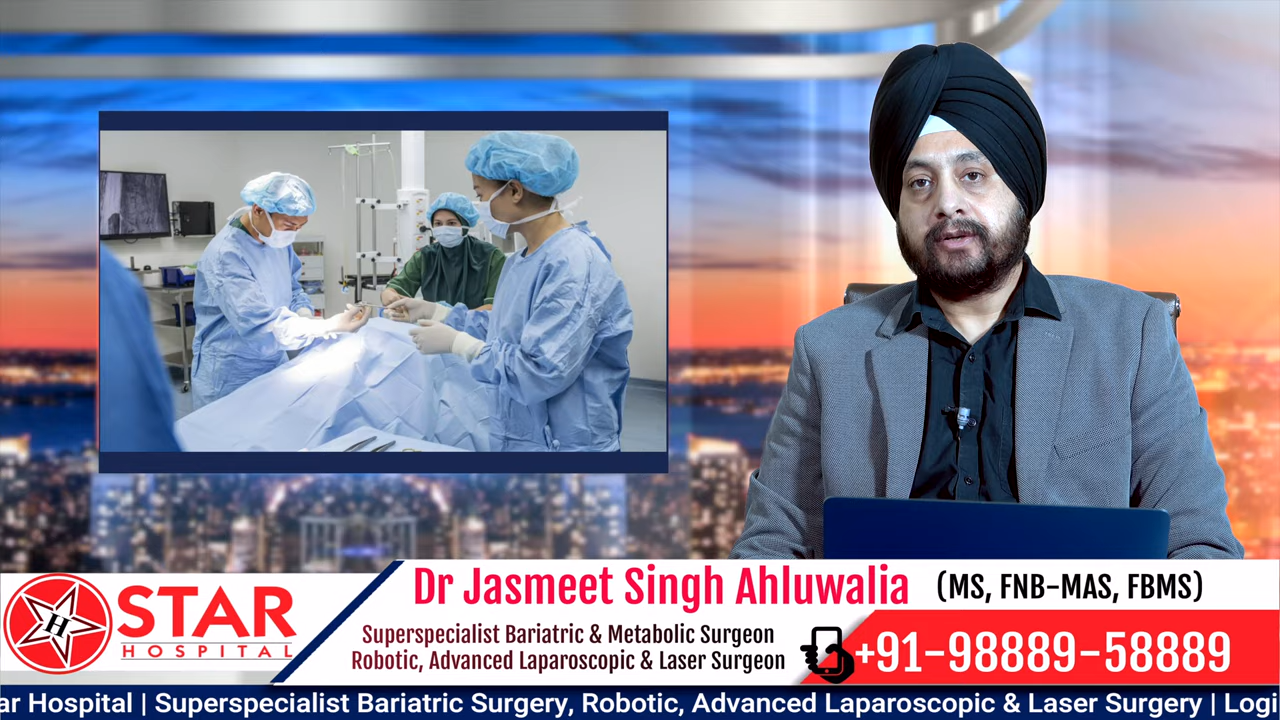 H
STAR
HOSPITAL
Dr Jasmeet Singh Ahluwalia (MS, FNB-MAS, FBMS)
Superspecialist Bariatric & Metabolic Surgeon
Robotic, Advanced Laparoscopic & Laser Surgeon
+91-98889-58889
ar Hospital | Superspecialist Bariatric Surgery, Robotic, Advanced Laparoscopic & Laser Surgery | Logi